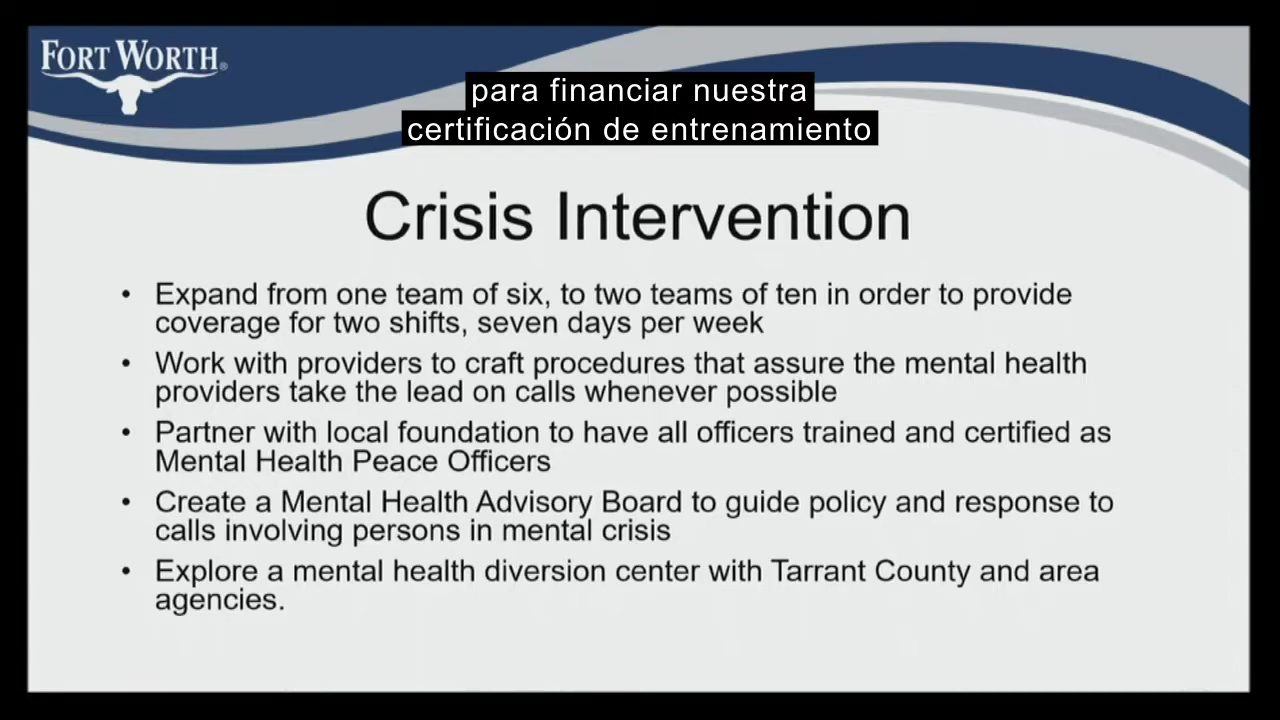 FORT WORTH®
para financiar nuestra
certificación de entrenamiento
Crisis Intervention
• Expand from one team of six, to two teams of ten in order to provide
coverage for two shifts, seven days per week
• Work with providers to craft procedures that assure the mental health
providers take the lead on calls whenever possible
• Partner with local foundation to have all officers trained and certified as
Mental Health Peace Officers
• Create a Mental Health Advisory Board to guide policy and response to
calls involving persons in mental crisis
• Explore a mental health diversion center with Tarrant County and area
agencies.